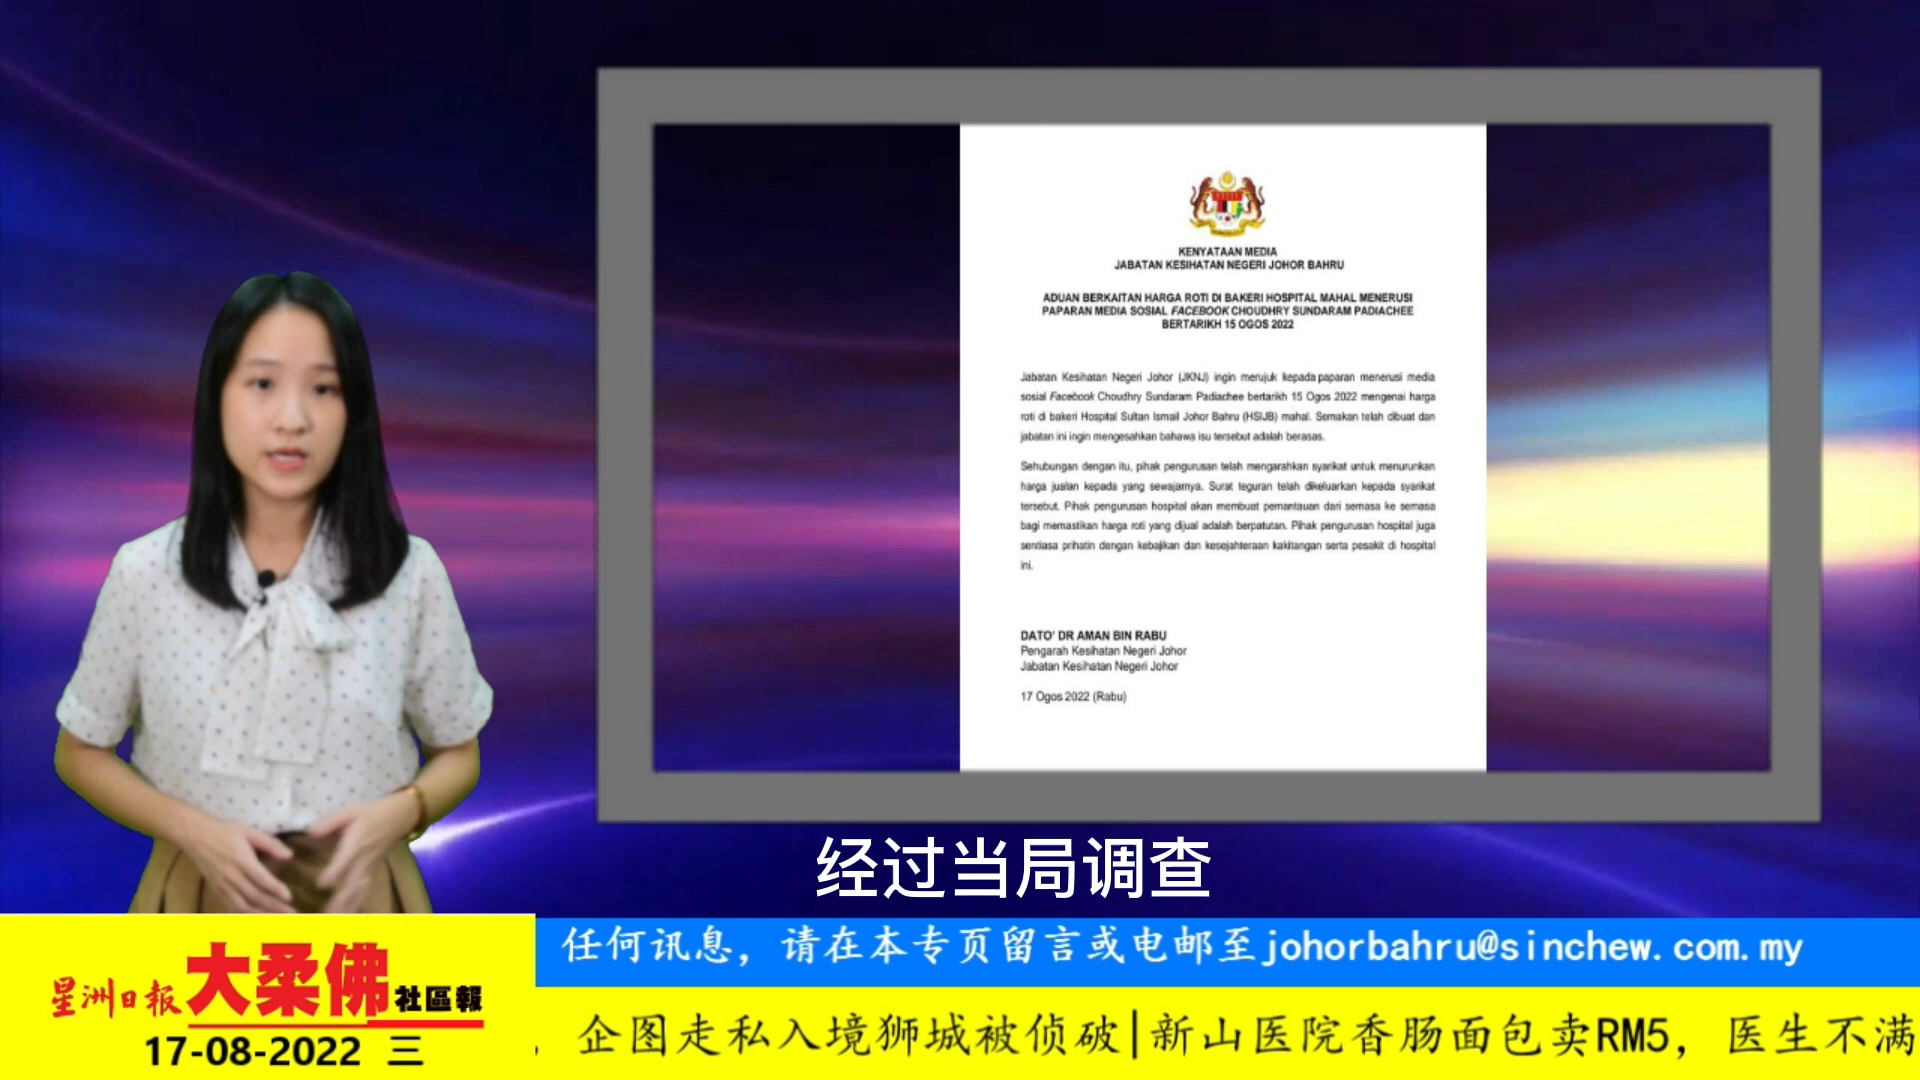 KENYATAAN MEDIA
JABATAN KESIHATAN NEGERI JOHOR BAHRU
ADUAN BERKAITAN HARGA ROTI DI BAKERI HOSPITAL MAHAL MENERUSI
PAPARAN MEDIA SOSIAL FACEBOOK CHOUDHRY SUNDARAM PADIACHEE
BERTARIKH 15 OGOS 2022
Jabatan Kesihatan Negeri Johor (JKNJ) ingin merujuk kepada paparan menerusi media
sosial Facebook Choudhry Sundaram Padiachee bertarikh 15 Ogos 2022 mengenai harga
roti di bakeri Hospital Sultan Ismail Johor Bahru (HSIJB) mahal. Semakan telah dibuat dan
jabatan ini ingin mengesahkan bahawa isu tersebut adalah berasas.
Sehubungan dengan itu, pihak pengurusan telah mengarahkan syarikat untuk menurunkan
harga jualan kepada yang sewajarnya. Surat teguran telah dikeluarkan kepada syarikat
tersebut. Pihak pengurusan hospital akan membuat pemantauan dari semasa ke semasa
bagi memastikan harga roti yang dijual adalah berpatutan. Pihak pengurusan hospital juga
sentiasa prihatin dengan kebajikan dan kesejahteraan kakitangan serta pesakit di hospital
ini.
DATO' DR AMAN BIN RABU
Pengarah Kesihatan Negeri Johor
Jabatan Kesihatan Negeri Johor
17 Ogos 2022 (Rabu)
经过当局调查
任何讯息，请在本专页留言或电邮至johorbahru@sinchew.com.my
星洲日报大柔佛社區報
17-08-2022 三
，企图走私入境狮城被侦破|新山医院香肠面包卖RM5，医生不满